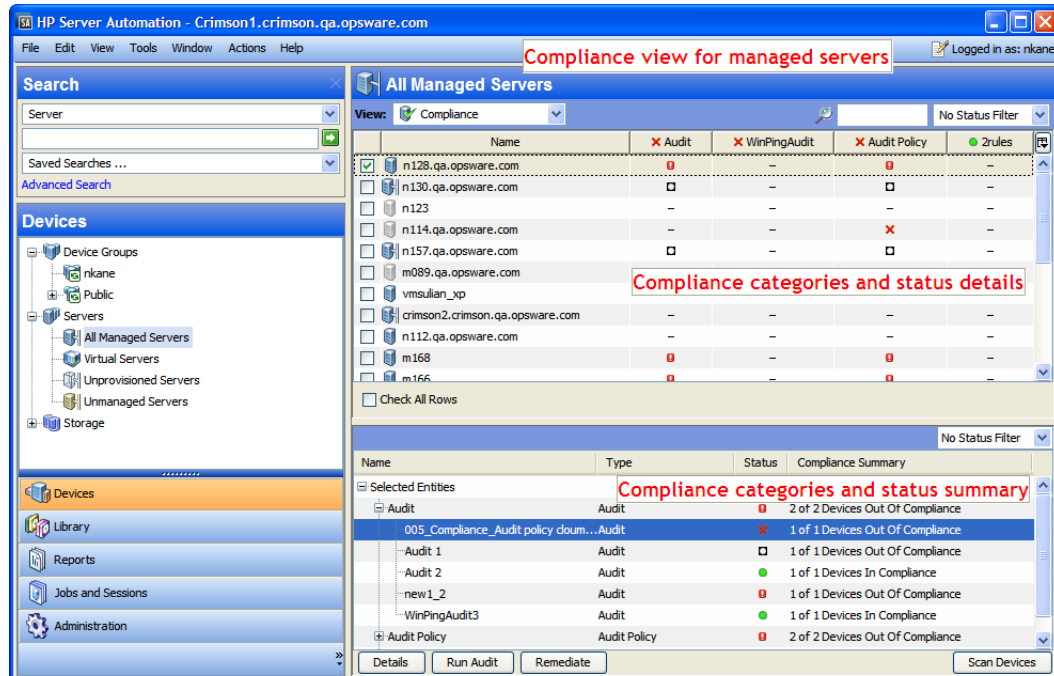 HP Server Automation - Crimson1.crimson.qa.opsware.com
File Edit View Tools Window Actions Help
Logged in as: nkane
Compliance view for managed servers
Search
Server
Saved Searches ...
Advanced Search
Devices
Device Groups
nkane
Public
Servers
All Managed Servers
Virtual Servers
Unprovisioned Servers
Unmanaged Servers
Storage
Devices
Library
Reports
Jobs and Sessions
Administration
All Managed Servers
View: Compliance
No Status Filter
Name Audit WinPingAudit Audit Policy 2rules
n128.qa.opsware.com – –
n130.qa.opsware.com – –
n123 – – – –
n114.qa.opsware.com – – –
n157.qa.opsware.com – –
m089.qa.opsware.com
Compliance categories and status details
vmsulian_xp
crimson2.crimson.qa.opsware.com – – – –
n112.qa.opsware.com – – – –
m168 – –
m166 – –
Check All Rows
No Status Filter
Name Type Status Compliance Summary
Selected Entities
Compliance categories and status summary
Audit Audit 2 of 2 Devices Out Of Compliance
005_Compliance_Audit policy cloum... Audit 1 of 1 Devices Out Of Compliance
Audit 1 Audit 1 of 1 Devices Out Of Compliance
Audit 2 Audit 1 of 1 Devices In Compliance
new1_2 Audit 1 of 1 Devices Out Of Compliance
WinPingAudit3 Audit 1 of 1 Devices In Compliance
Audit Policy Audit Policy 2 of 2 Devices Out Of Compliance
Details Run Audit Remediate Scan Devices